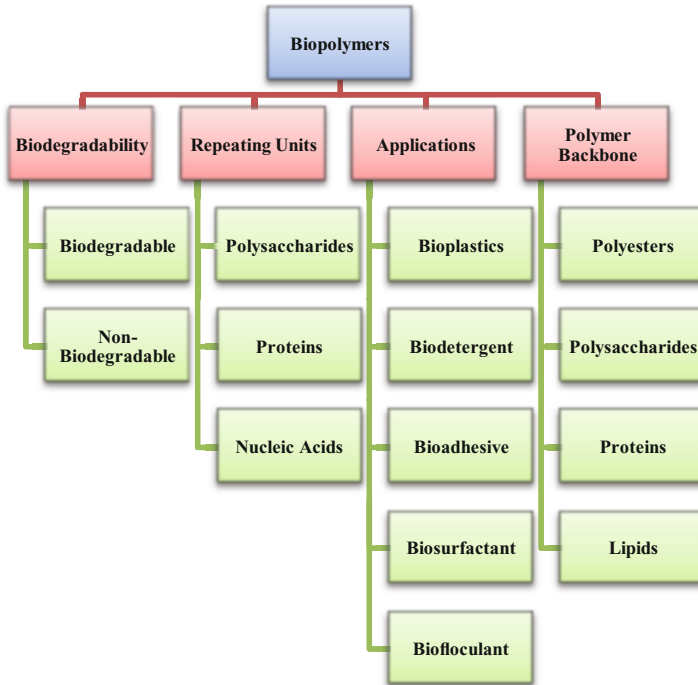 Biopolymers
Biodegradability
Repeating Units
Applications
Polymer
Backbone
Biodegradable
Non-
Biodegradable
Polysaccharides
Proteins
Nucleic Acids
Bioplastics
Biodetergent
Bioadhesive
Biosurfactant
Biofloculant
Polyesters
Polysaccharides
Proteins
Lipids